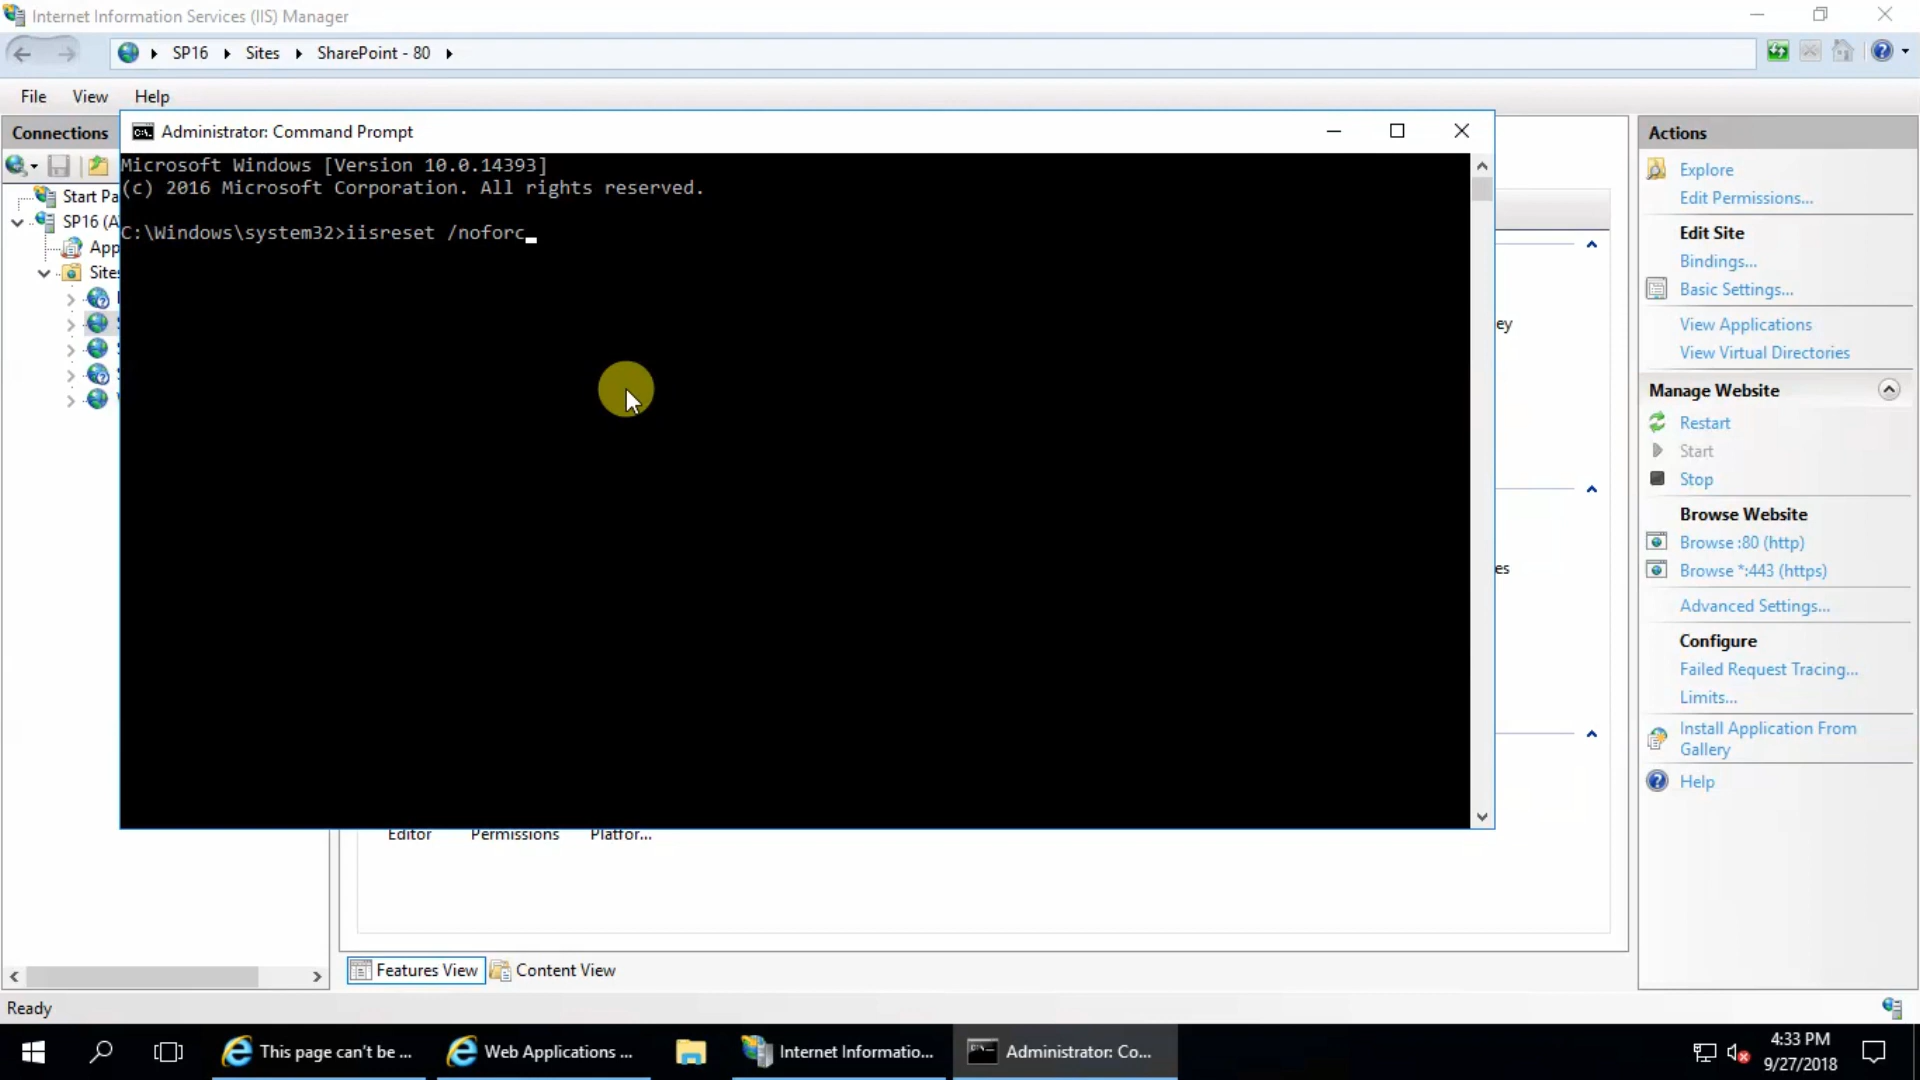 Internet Information Services (IIS) Manager
SP16
Sites
SharePoint - 80
File
View
Help
Connections
Administrator: Command Prompt
Microsoft Windows [Version 10.0.14393]
(c) 2016 Microsoft Corporation. All rights reserved.
C:\Windows\system32>iisreset /noforc
Start Pa
SP16 (A
App
Sites
ey
es
Editor
Permissions
Platfor...
Features View
Content View
Ready
Actions
Explore
Edit Permissions...
Edit Site
Bindings...
Basic Settings...
View Applications
View Virtual Directories
Manage Website
Restart
Start
Stop
Browse Website
Browse :80 (http)
Browse *:443 (https)
Advanced Settings...
Configure
Failed Request Tracing...
Limits...
Install Application From
Gallery
Help
This page can't be ...
Web Applications ...
Internet Informatio...
Administrator: Co...
4:33 PM
9/27/2018